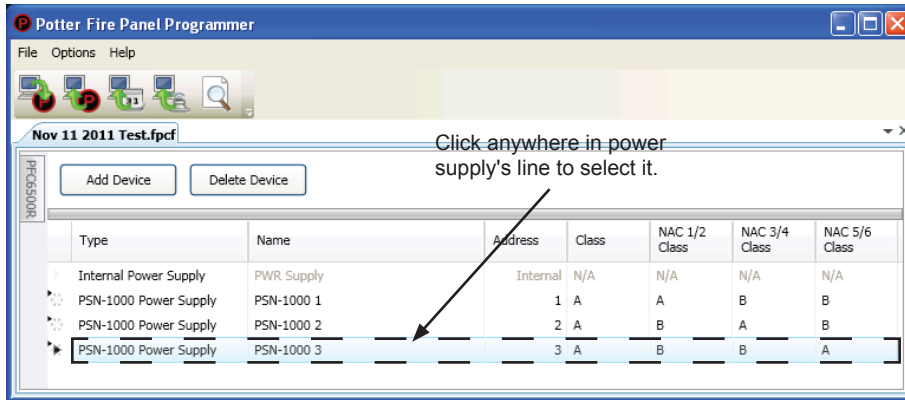 Potter Fire Panel Programmer
File Options Help
Nov 11 2011 Test.fpcf
Click anywhere in power
supply's line to select it.
PFC6500R
Add Device Delete Device
Type Name Address Class NAC 1/2 Class NAC 3/4 Class NAC 5/6 Class
Internal Power Supply PWR Supply Internal N/A N/A N/A N/A
PSN-1000 Power Supply PSN-1000 1 1 A A B B
PSN-1000 Power Supply PSN-1000 2 2 A B A B
PSN-1000 Power Supply PSN-1000 3 3 A B B A